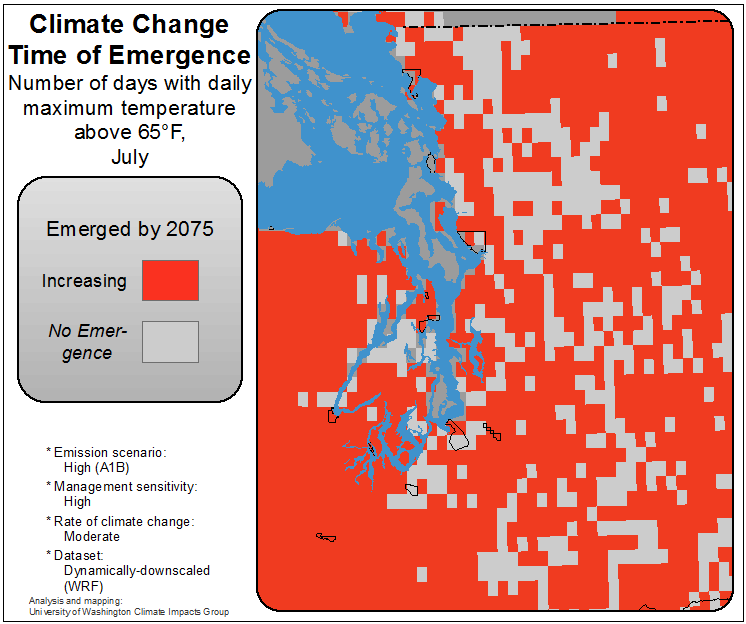 Climate Change
Time of Emergence
Number of days with daily
maximum temperature
above 65°F,
July
Emerged by 2075
Increasing
No Emer-
gence
* Emission scenario:
High (A1B)
* Management sensitivity:
High
* Rate of climate change:
Moderate
* Dataset:
Dynamically-downscaled
(WRF)
Analysis and mapping:
University of Washington Climate Impacts Group